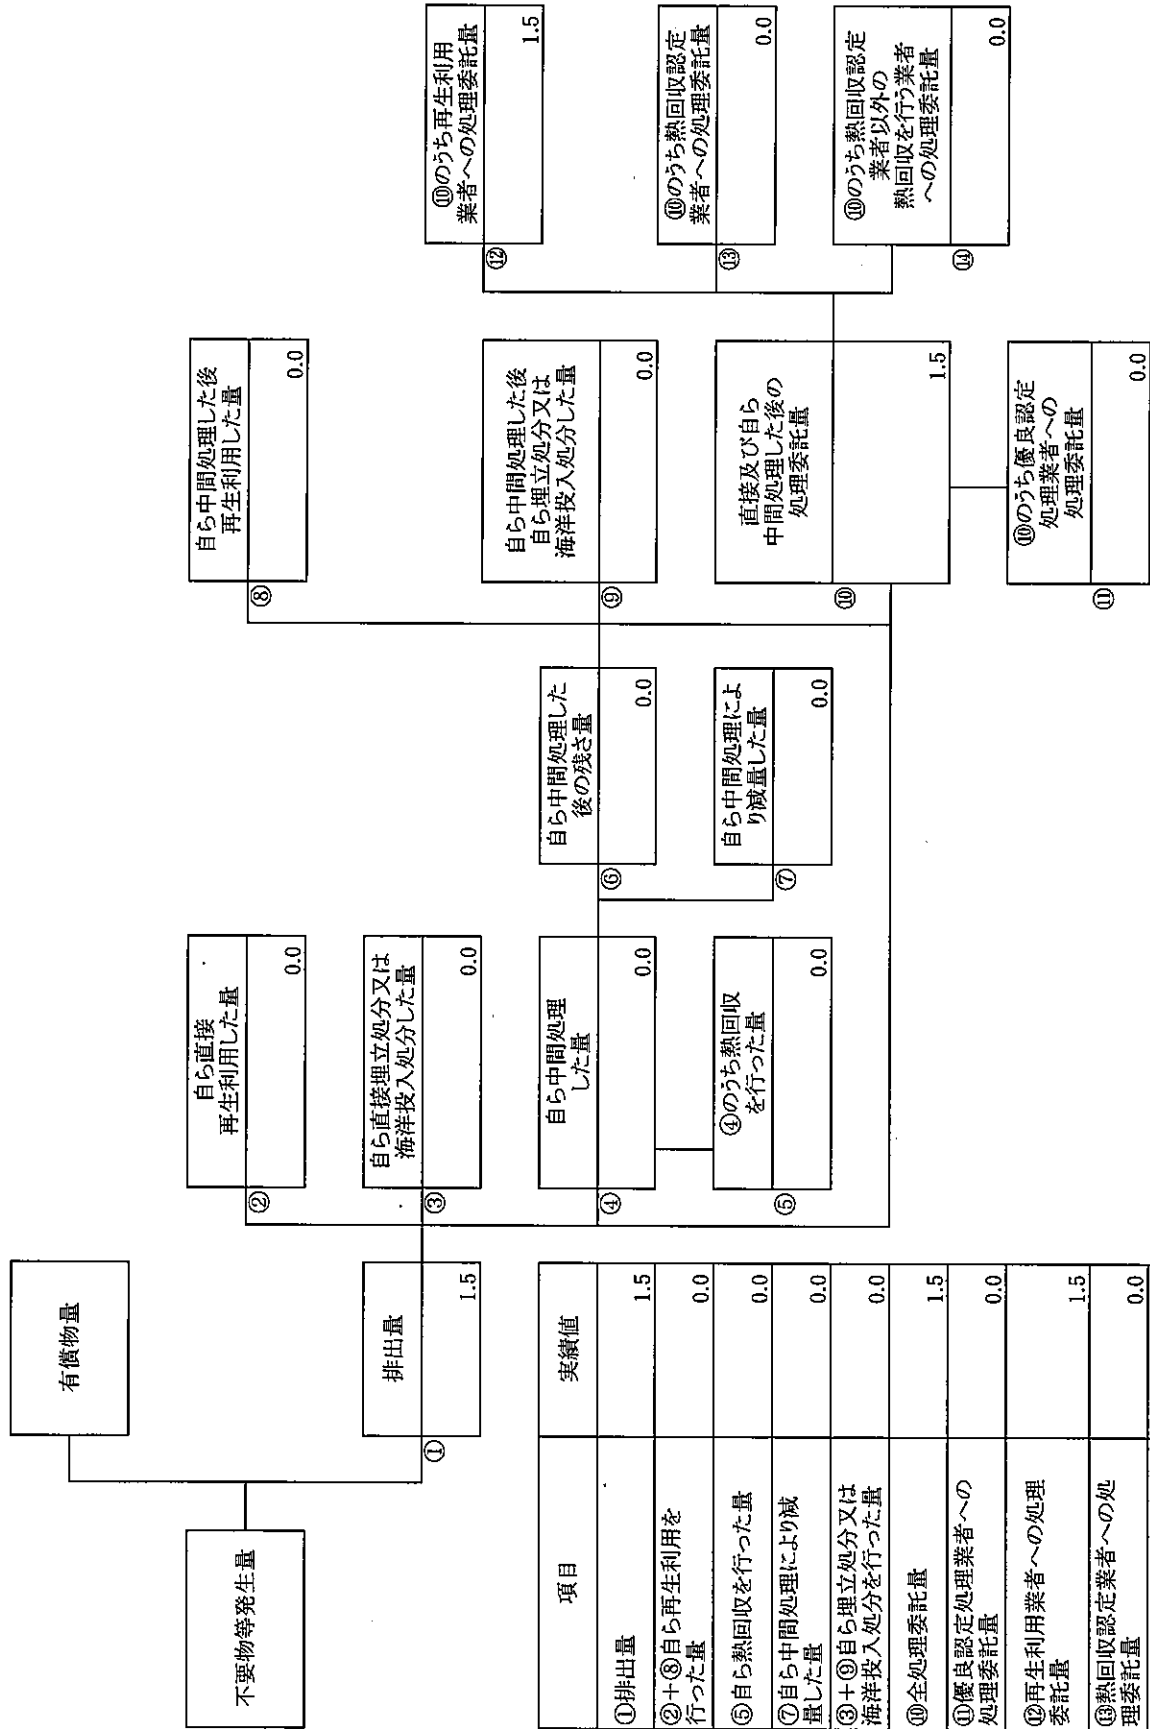 有償物量
不要物等発生量
排出量
①
1.5
自ら直接
再生利用した量
②
0.0
自ら直接埋立処分又は
海洋投入処分した量
③
0.0
自ら中間処理
した量
④
0.0
④のうち熱回収
を行った量
⑤
0.0
自ら中間処理した
後の残さ量
⑥
0.0
自ら中間処理によ
り減量した量
⑦
0.0
自ら中間処理した後
再生利用した量
⑧
0.0
自ら中間処理した後
自ら埋立処分又は
海洋投入処分した量
⑨
0.0
直接及び自ら
中間処理した後の
処理委託量
⑩
1.5
⑩のうち優良認定
処理業者への
処理委託量
⑪
0.0
⑩のうち再生利用
業者への処理委託量
⑫
1.5
⑩のうち熱回収認定
業者への処理委託量
⑬
0.0
⑩のうち熱回収認定
業者以外の
熱回収を行う業者
への処理委託量
⑭
0.0
項目 実績値
①排出量 1.5
②+⑧自ら再生利用を
行った量 0.0
⑤自ら熱回収を行った量 0.0
⑦自ら中間処理により減
量した量 0.0
③+⑨自ら埋立処分又は
海洋投入処分を行った量 0.0
⑩全処理委託量 1.5
⑪優良認定処理業者への
処理委託量 0.0
⑫再生利用業者への処理
委託量 1.5
⑬熱回収認定業者への処
理委託量 0.0